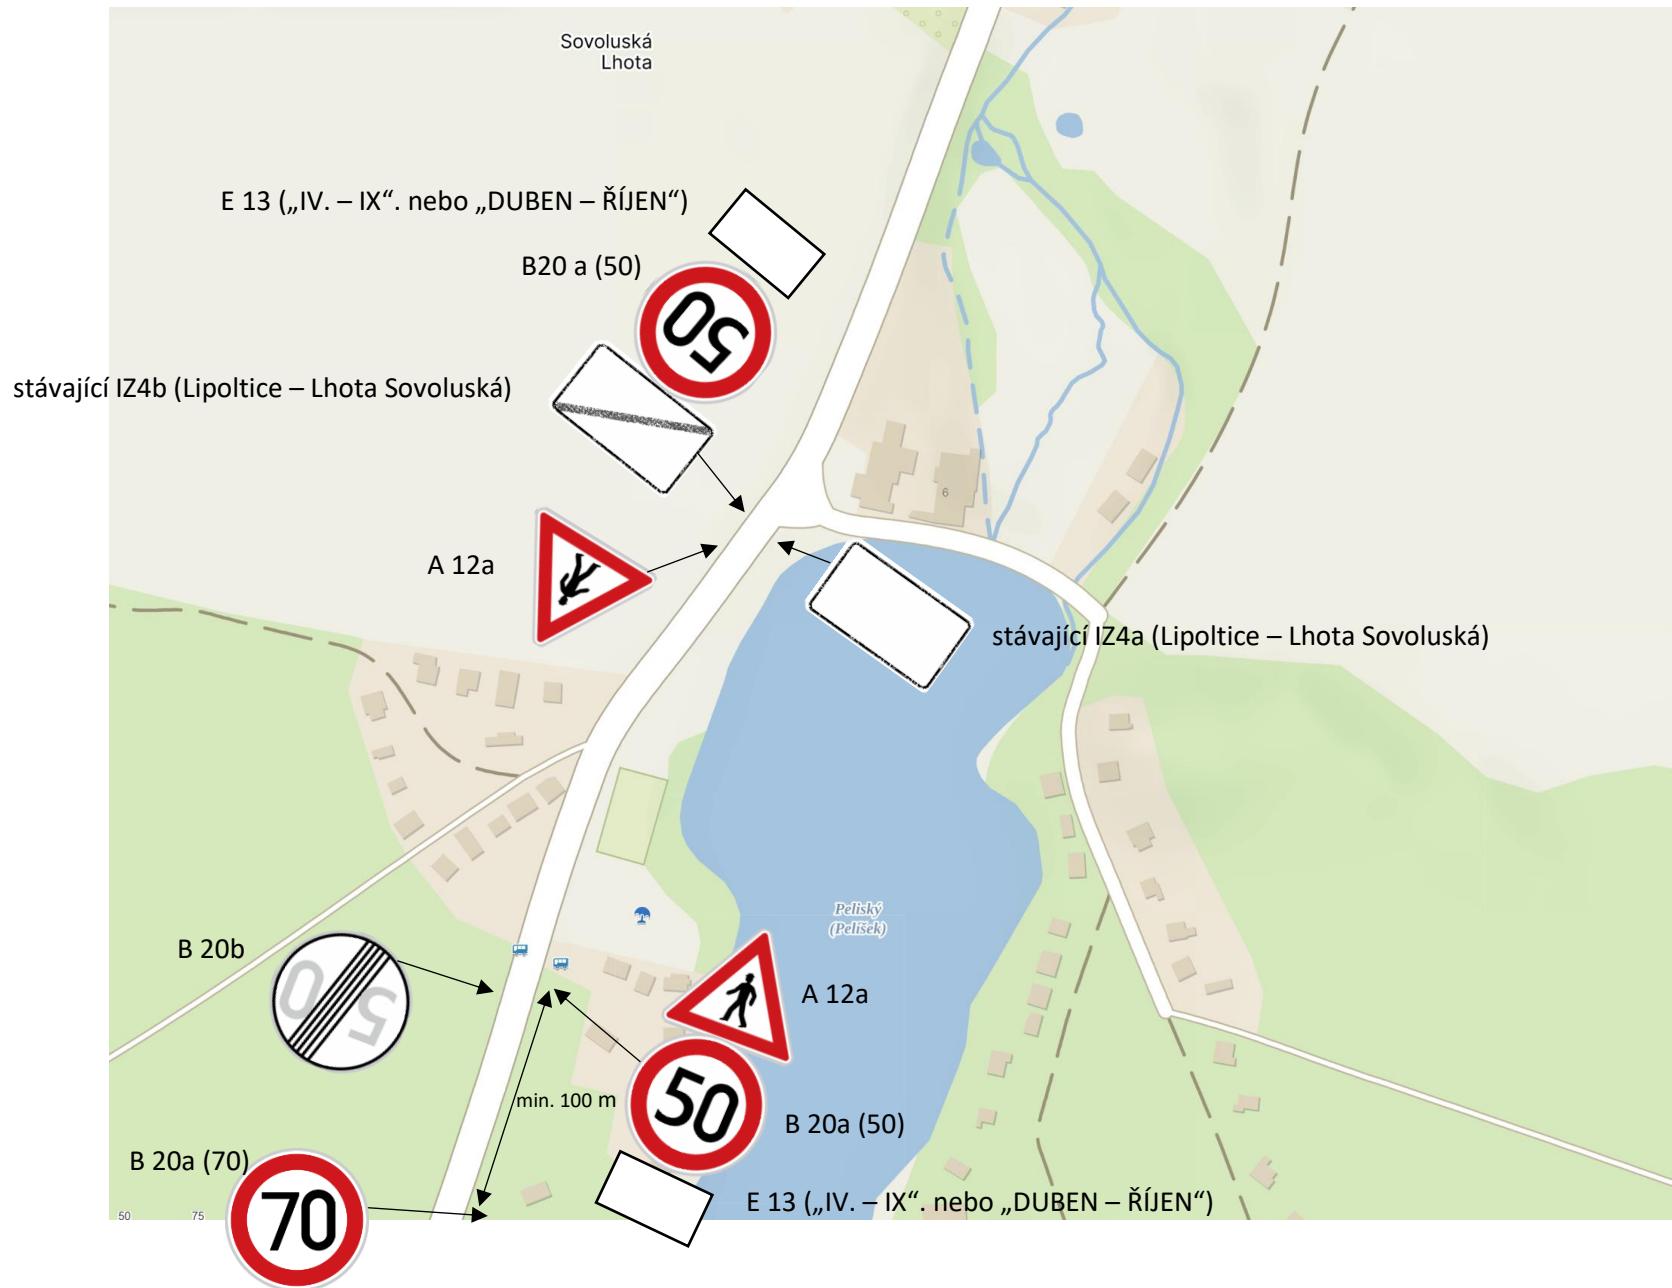 Sovoluská
Lhota
E 13 („IV. – IX“. nebo „DUBEN – ŘÍJEN“)
B20 a (50)
50
stávající IZ4b (Lipoltice – Lhota Sovoluská)
6
A 12a
stávající IZ4a (Lipoltice – Lhota Sovoluská)
Peliský
(Pelíšek)
B 20b
50
A 12a
min. 100 m
50
B 20a (50)
B 20a (70)
70
E 13 („IV. – IX“. nebo „DUBEN – ŘÍJEN“)
50
75